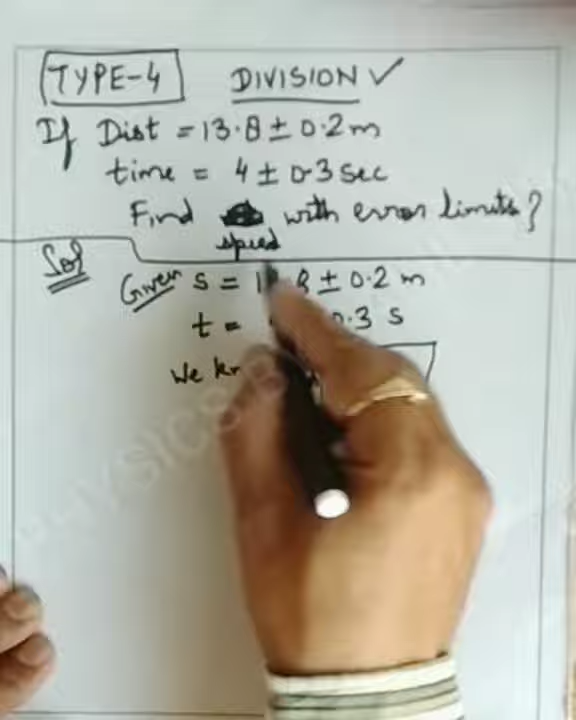 TYPE-4 DIVISION ✓
If Dist = 13.8 ± 0.2 m
time = 4 ± 0.3 sec
Find with error limits?
speed
Sol
Given s = 1 8 ± 0.2 m
t = 0.3 s
We
PHYSICS